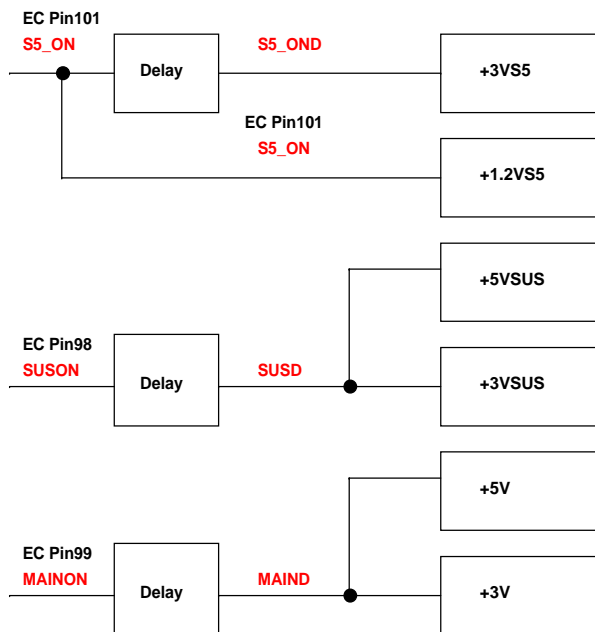 EC Pin101
S5_ON
S5_OND
Delay
+3VS5
EC Pin101
S5_ON
+1.2VS5
+5VSUS
EC Pin98
SUSON
Delay
SUSD
+3VSUS
+5V
EC Pin99
MAINON
Delay
MAIND
+3V